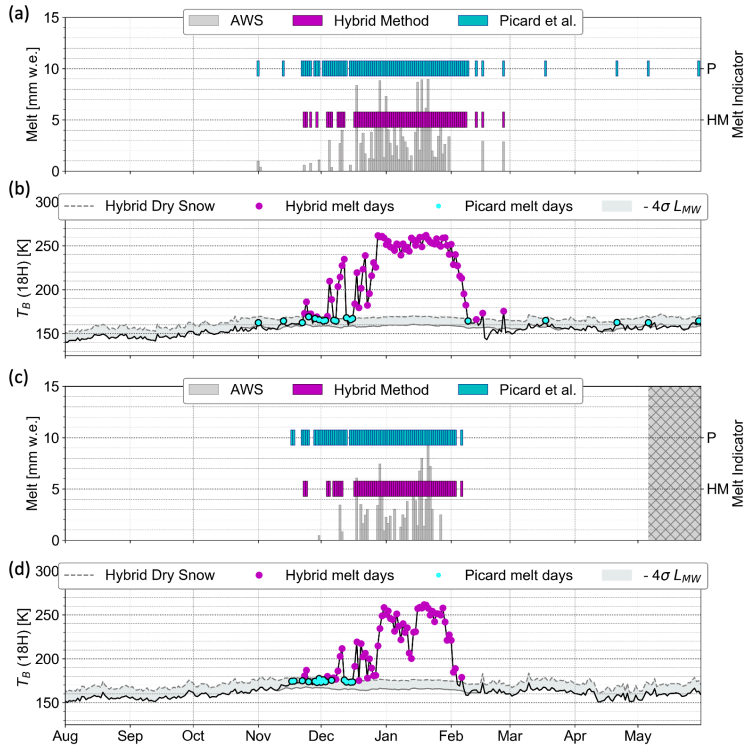 (a)
AWS Hybrid Method Picard et al.
15
10
5
0
Melt [mm w.e.]
P
HM
Melt Indicator
(b)
Hybrid Dry Snow Hybrid melt days Picard melt days - 4σ L_MW
300
250
200
150
T_B (18H) [K]
(c)
AWS Hybrid Method Picard et al.
15
10
5
0
Melt [mm w.e.]
P
HM
Melt Indicator
(d)
Hybrid Dry Snow Hybrid melt days Picard melt days - 4σ L_MW
300
250
200
150
T_B (18H) [K]
Aug Sep Oct Nov Dec Jan Feb Mar Apr May